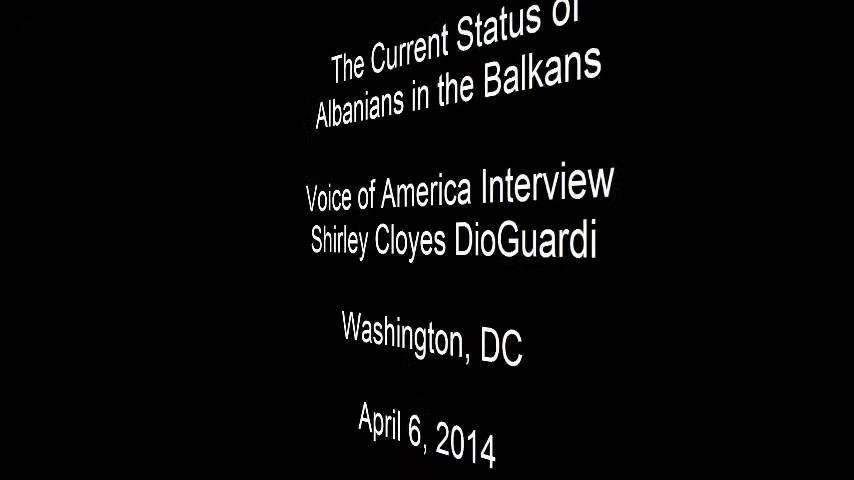 The Current Status of
Albanians in the Balkans
Voice of America Interview
Shirley Cloyes DioGuardi
Washington, DC
April 6, 2014